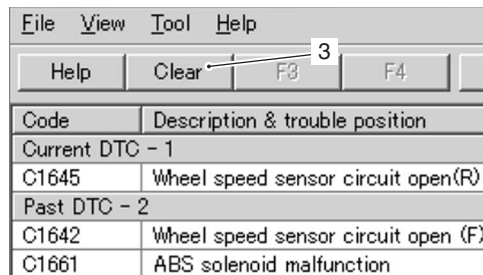 File View Tool Help
3
Help Clear F3 F4
Code Description & trouble position
Current DTC - 1
C1645 Wheel speed sensor circuit open(R)
Past DTC - 2
C1642 Wheel speed sensor circuit open (F)
C1661 ABS solenoid malfunction